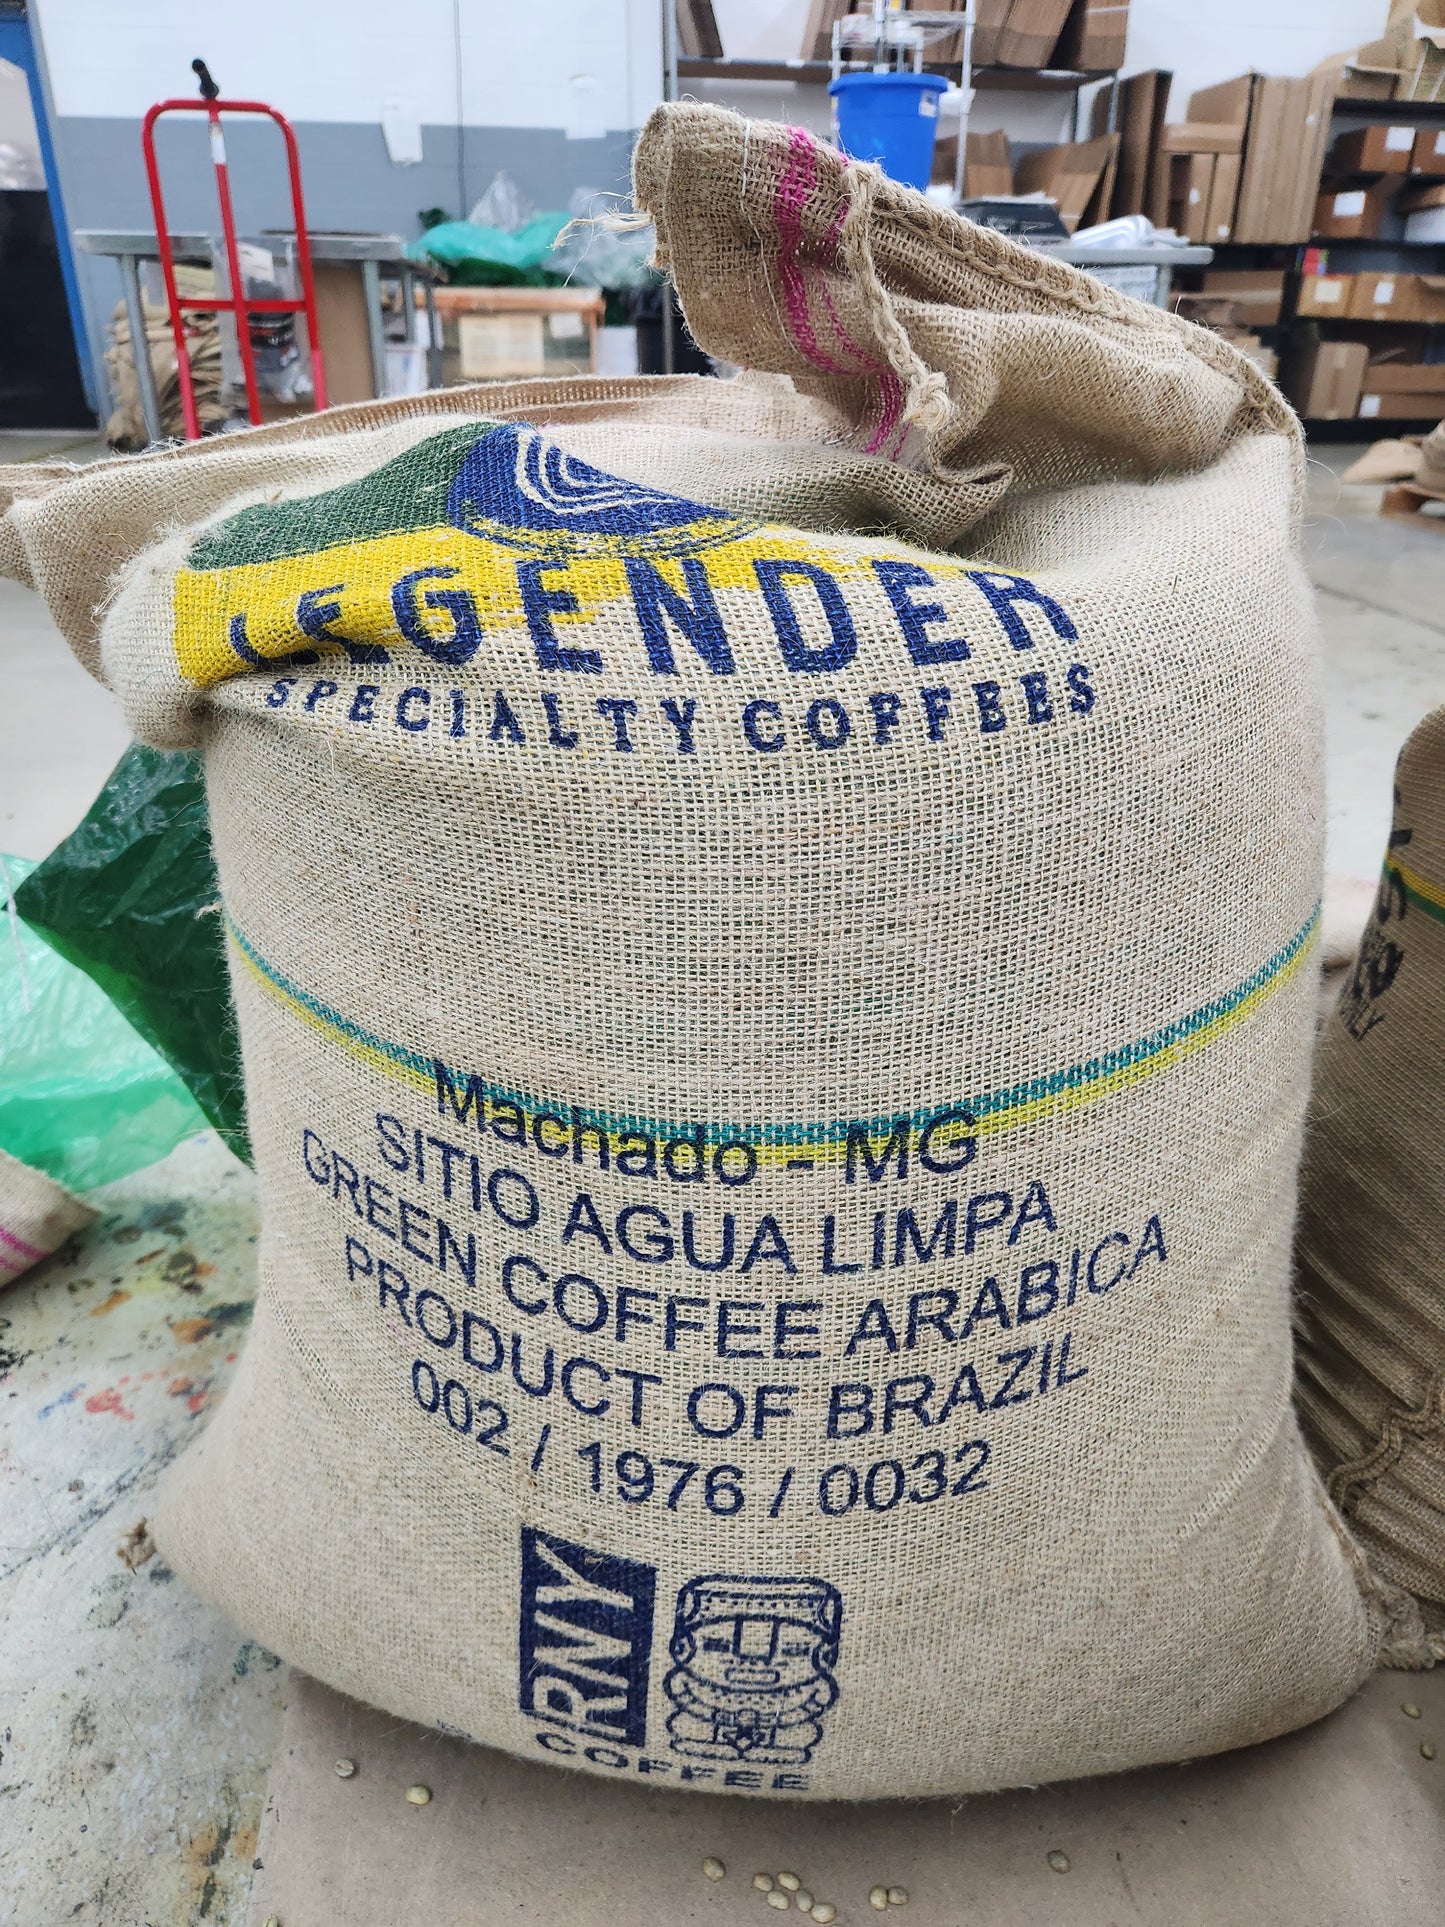 LEGENDER
SPECIALTY COFFEES
Machado - MG
SITIO AGUA LIMPA
GREEN COFFEE ARABICA
PRODUCT OF BRAZIL
002 / 1976 / 0032
RNY
COFFEE